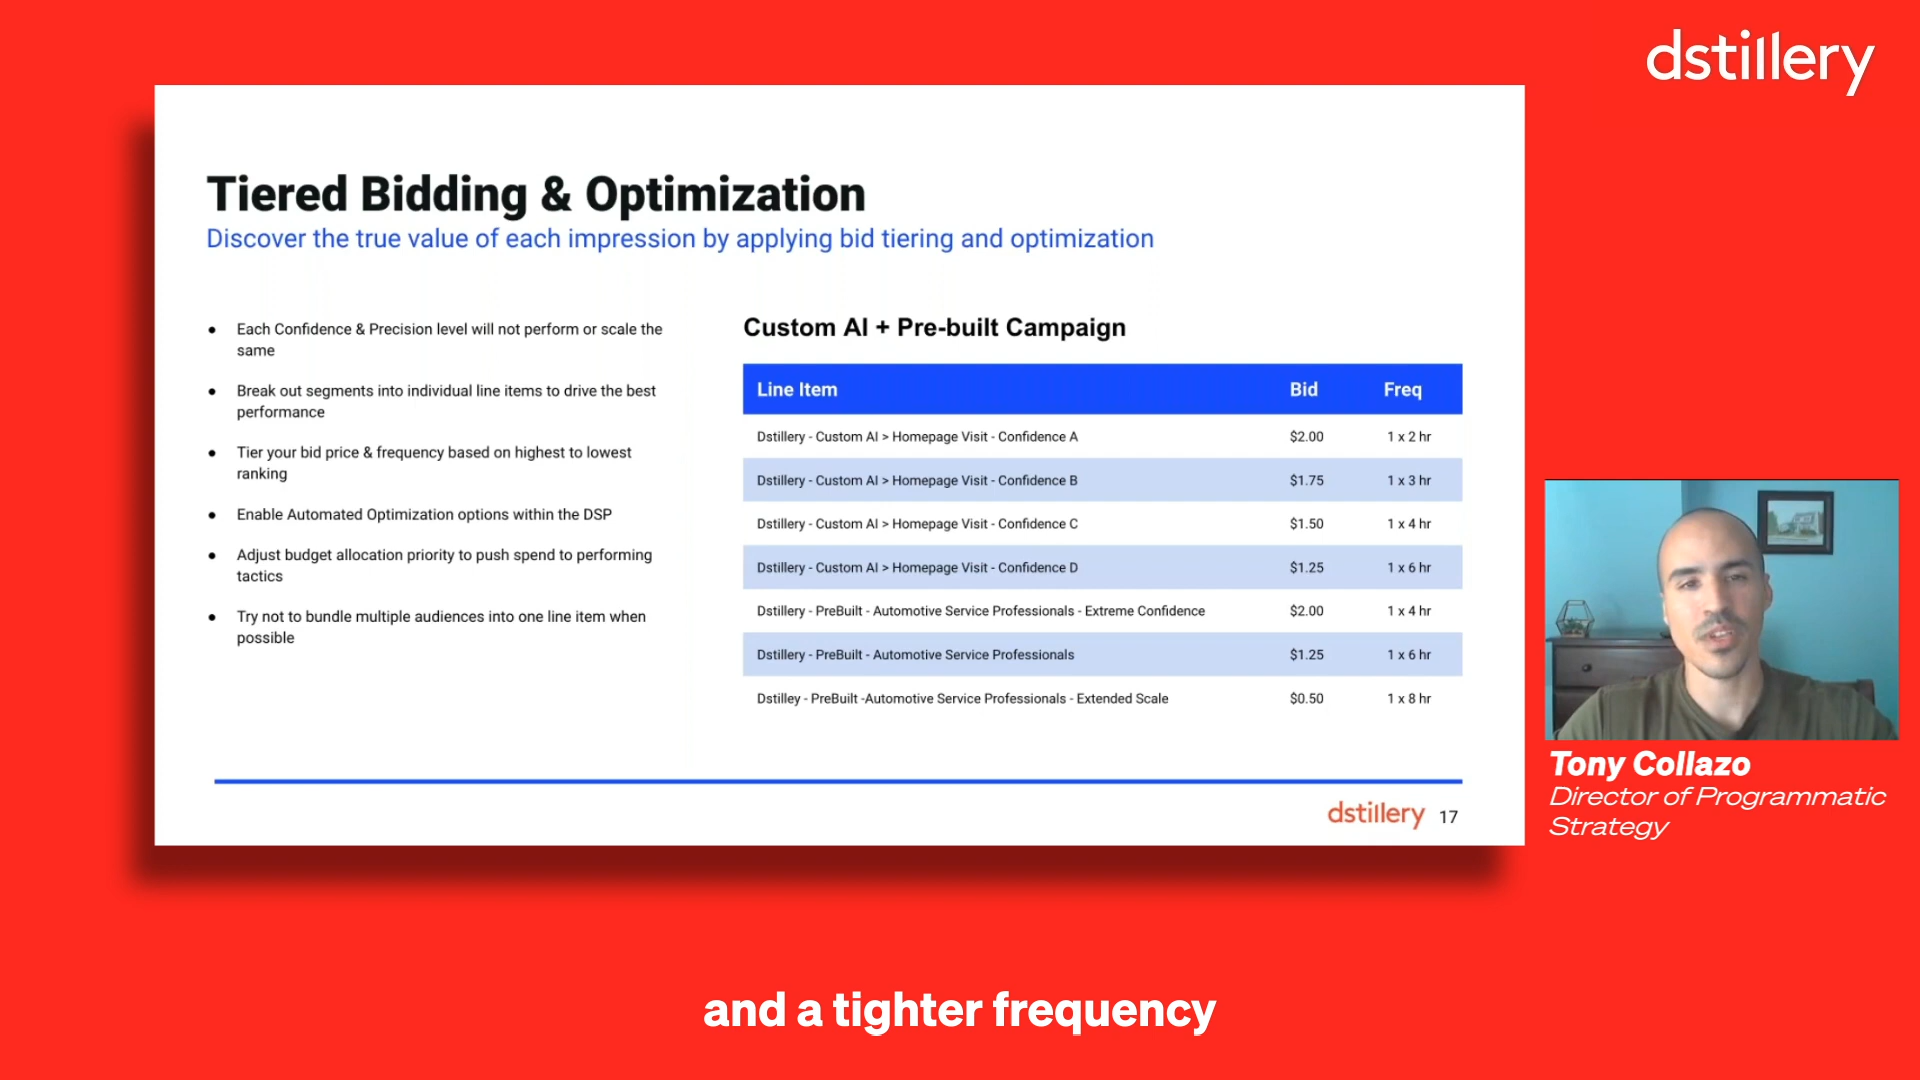 dstillery
Tiered Bidding & Optimization
Discover the true value of each impression by applying bid tiering and optimization
● Each Confidence & Precision level will not perform or scale the
same
● Break out segments into individual line items to drive the best
performance
● Tier your bid price & frequency based on highest to lowest
ranking
● Enable Automated Optimization options within the DSP
● Adjust budget allocation priority to push spend to performing
tactics
● Try not to bundle multiple audiences into one line item when
possible
Custom AI + Pre-built Campaign
Line Item Bid Freq
Dstillery - Custom AI > Homepage Visit - Confidence A $2.00 1 x 2 hr
Dstillery - Custom AI > Homepage Visit - Confidence B $1.75 1 x 3 hr
Dstillery - Custom AI > Homepage Visit - Confidence C $1.50 1 x 4 hr
Dstillery - Custom AI > Homepage Visit - Confidence D $1.25 1 x 6 hr
Dstillery - PreBuilt - Automotive Service Professionals - Extreme Confidence $2.00 1 x 4 hr
Dstillery - PreBuilt - Automotive Service Professionals $1.25 1 x 6 hr
Dstilley - PreBuilt -Automotive Service Professionals - Extended Scale $0.50 1 x 8 hr
dstillery 17
Tony Collazo
Director of Programmatic
Strategy
and a tighter frequency